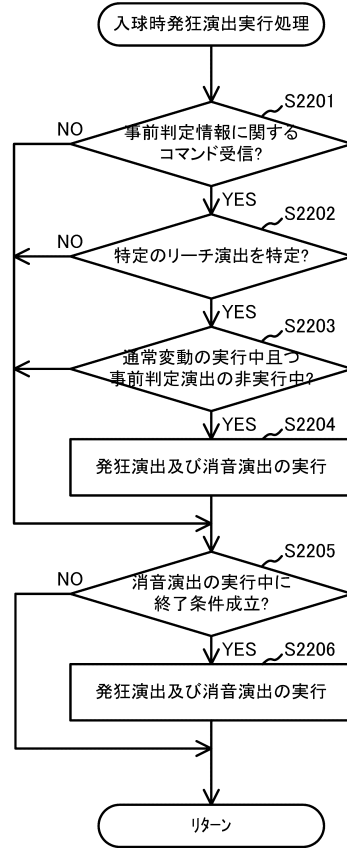 入球時発狂演出実行処理
S2201
NO
事前判定情報に関する
コマンド受信?
YES
S2202
NO
特定のリーチ演出を特定?
YES
S2203
通常変動の実行中且つ
事前判定演出の非実行中?
YES
S2204
発狂演出及び消音演出の実行
S2205
NO
消音演出の実行中に
終了条件成立?
YES
S2206
発狂演出及び消音演出の実行
リターン